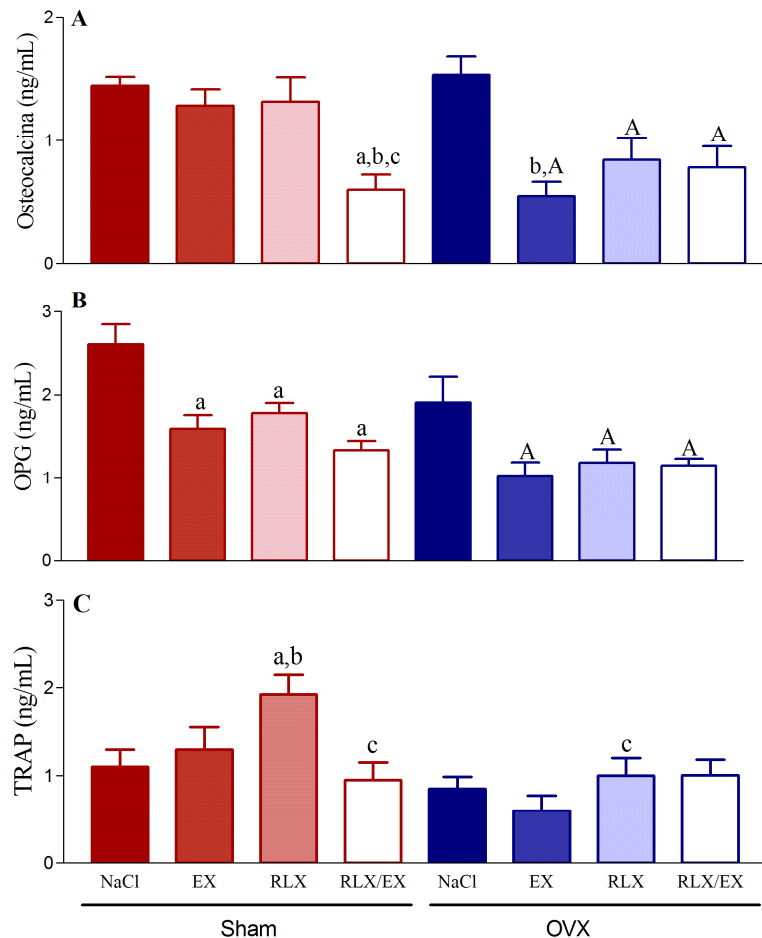 A
Osteocalcina (ng/mL)
2
1
0
a,b,c
b,A
A
A
B
OPG (ng/mL)
3
2
1
0
a
a
a
A
A
A
C
TRAP (ng/mL)
3
2
1
0
a,b
c
c
NaCl EX RLX RLX/EX NaCl EX RLX RLX/EX
Sham OVX